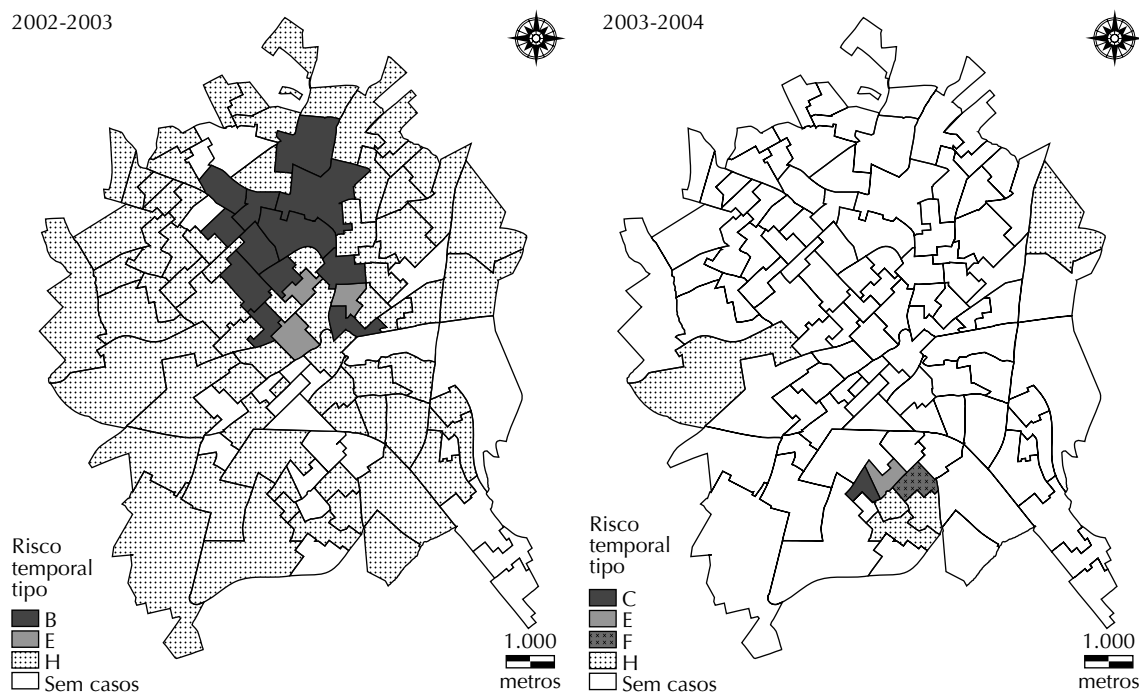 2002-2003
Risco
temporal
tipo
B
E
H
Sem casos
1.000
metros
2003-2004
Risco
temporal
tipo
C
E
F
H
Sem casos
1.000
metros